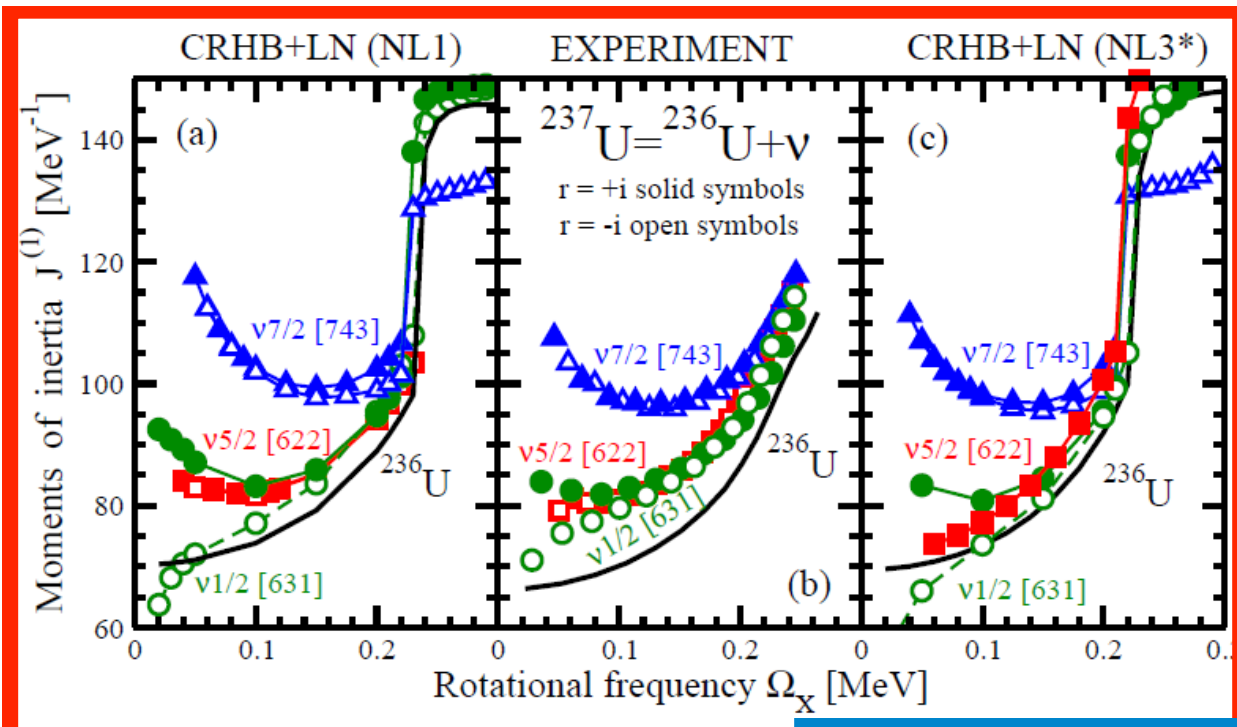 CRHB+LN (NL1) EXPERIMENT CRHB+LN (NL3*)
Moments of inertia J⁽¹⁾ [MeV⁻¹]
140
120
100
80
60
(a)
ν7/2 [743]
ν5/2 [622]
ν1/2 [631]
²³⁶U
²³⁷U=²³⁶U+ν
r = +i solid symbols
r = -i open symbols
ν7/2 [743]
ν5/2 [622]
ν1/2 [631]
²³⁶U
(b)
(c)
ν7/2 [743]
ν5/2 [622]
ν1/2 [631]
²³⁶U
0 0.1 0.2 0 0.1 0.2 0 0.1 0.2
Rotational frequency Ωₓ [MeV]